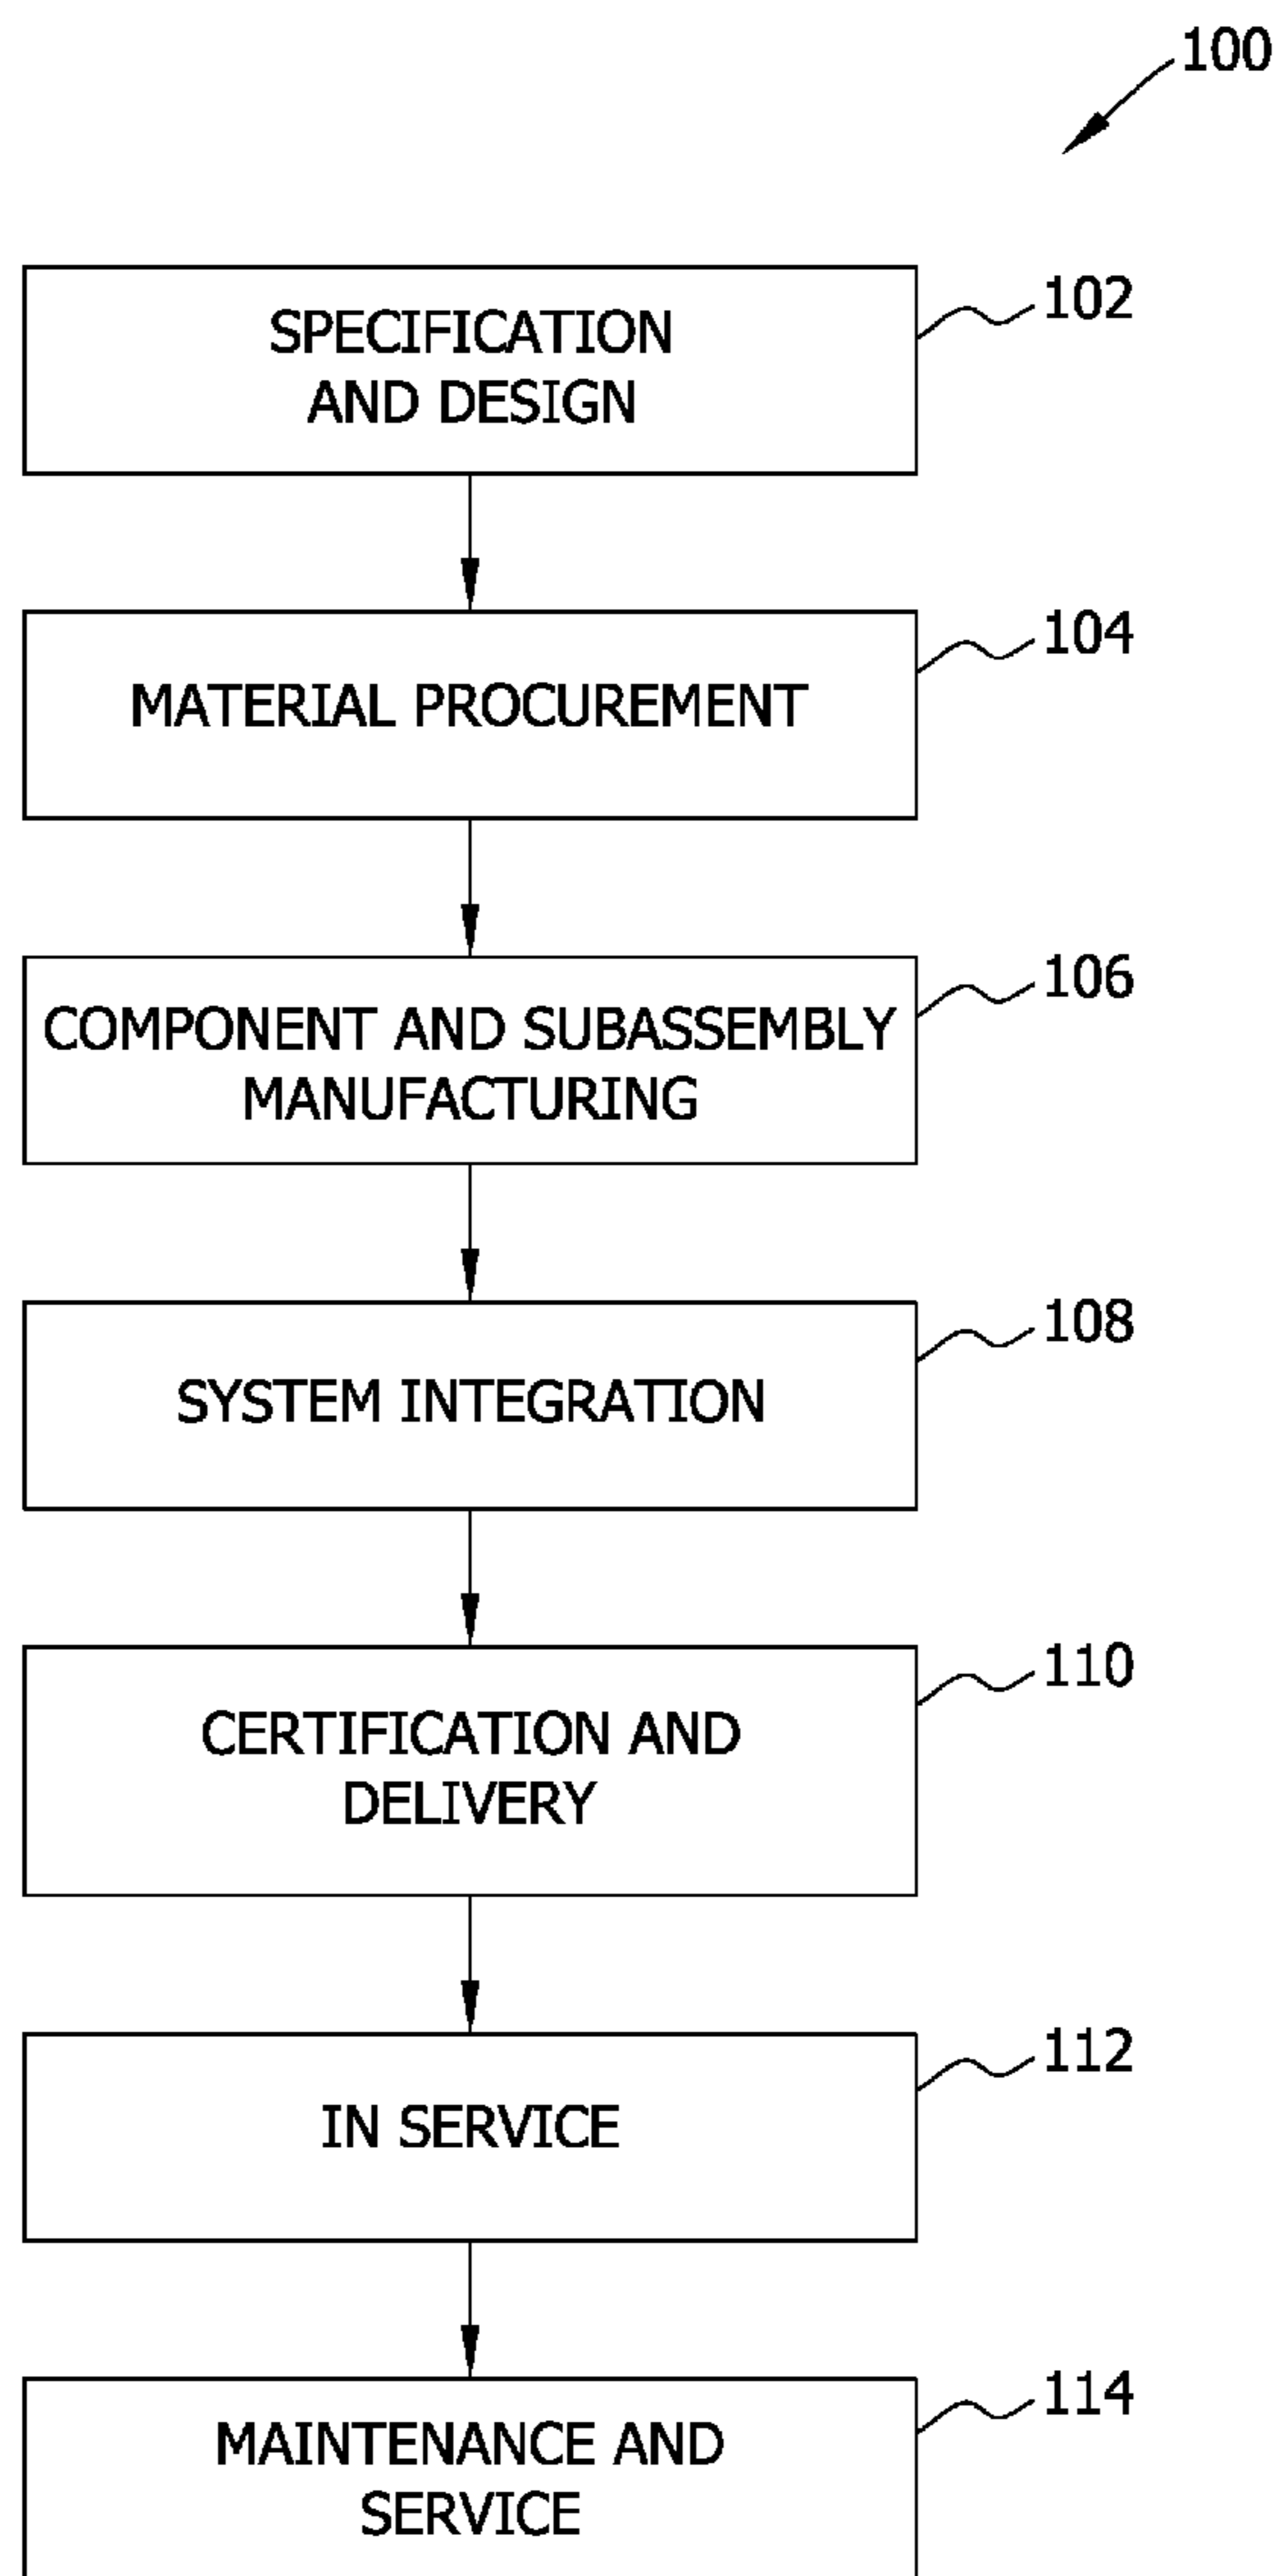 100
SPECIFICATION
AND DESIGN
102
MATERIAL PROCUREMENT
104
COMPONENT AND SUBASSEMBLY
MANUFACTURING
106
SYSTEM INTEGRATION
108
CERTIFICATION AND
DELIVERY
110
IN SERVICE
112
MAINTENANCE AND
SERVICE
114